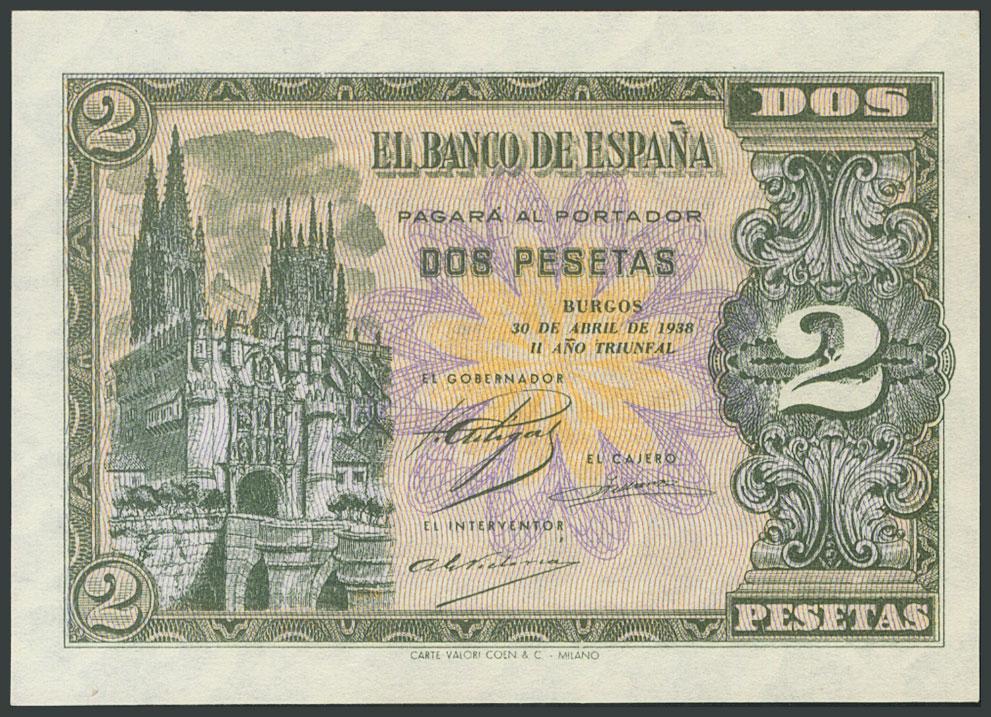 2
DOS
EL BANCO DE ESPAÑA
PAGARÁ AL PORTADOR
DOS PESETAS
BURGOS
30 DE ABRIL DE 1938
II AÑO TRIUNFAL
2
EL GOBERNADOR
EL CAJERO
EL INTERVENTOR
2
PESETAS
CARTE VALORI COEN & C. - MILANO